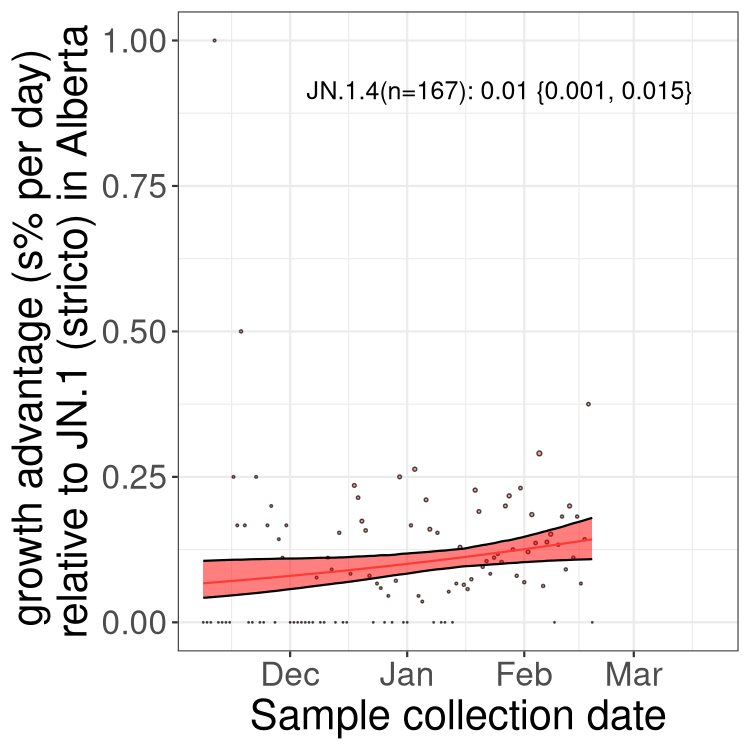 growth advantage (s% per day)
relative to JN.1 (stricto) in Alberta
1.00
0.75
0.50
0.25
0.00
JN.1.4(n=167): 0.01 {0.001, 0.015}
Dec Jan Feb Mar
Sample collection date